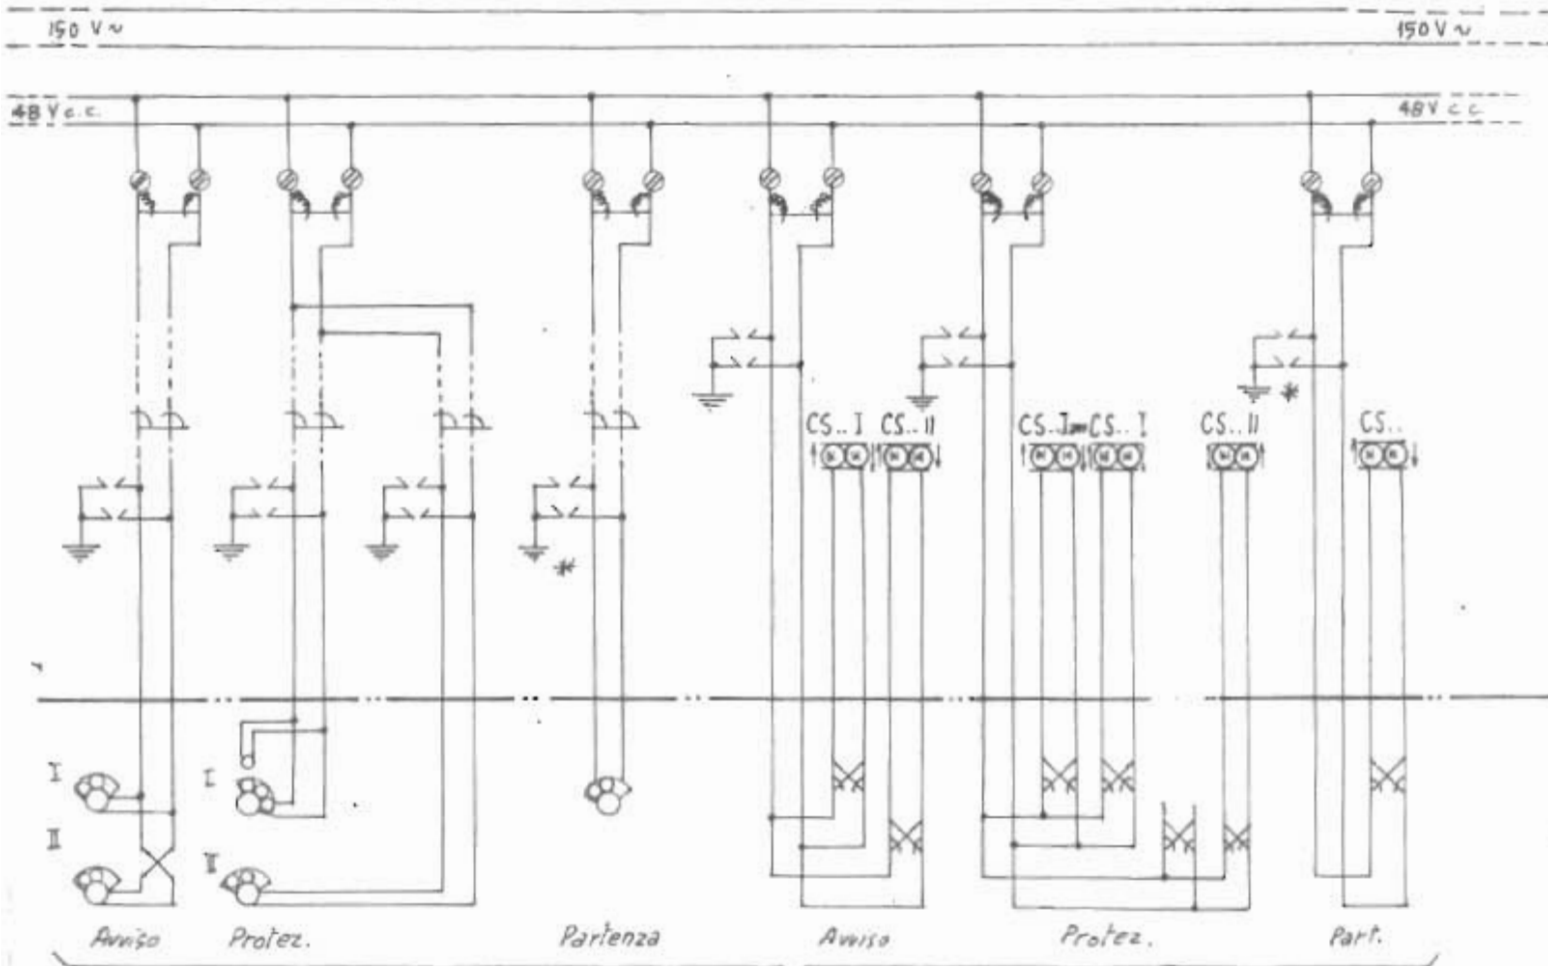 150 V ~
150 V ~
48 V c.c.
48 V c c
CS.. I
CS.. II
CS.. I
CS.. I
CS.. II
CS..
*
*
I
I
II
II
Avviso
Protez.
Partenza
Avviso
Protez.
Part.